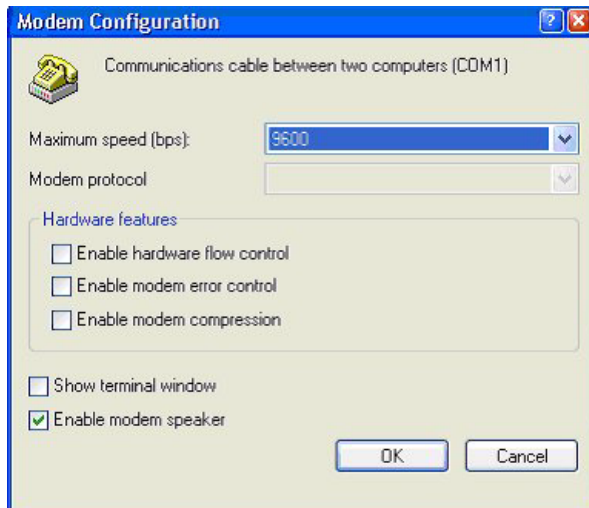 Modem Configuration
Communications cable between two computers (COM1)
Maximum speed (bps):
9600
Modem protocol
Hardware features
Enable hardware flow control
Enable modem error control
Enable modem compression
Show terminal window
Enable modem speaker
OK
Cancel